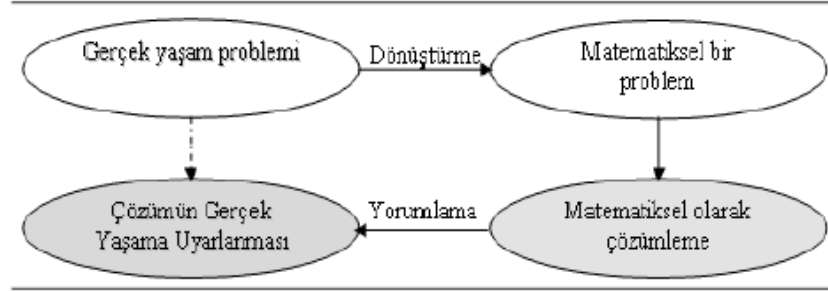 Gerçek yaşam problemi
Dönüştürme
Matematiksel bir
problem
Çözümün Gerçek
Yaşama Uyarlanması
Yorumlama
Matematiksel olarak
çözümleme